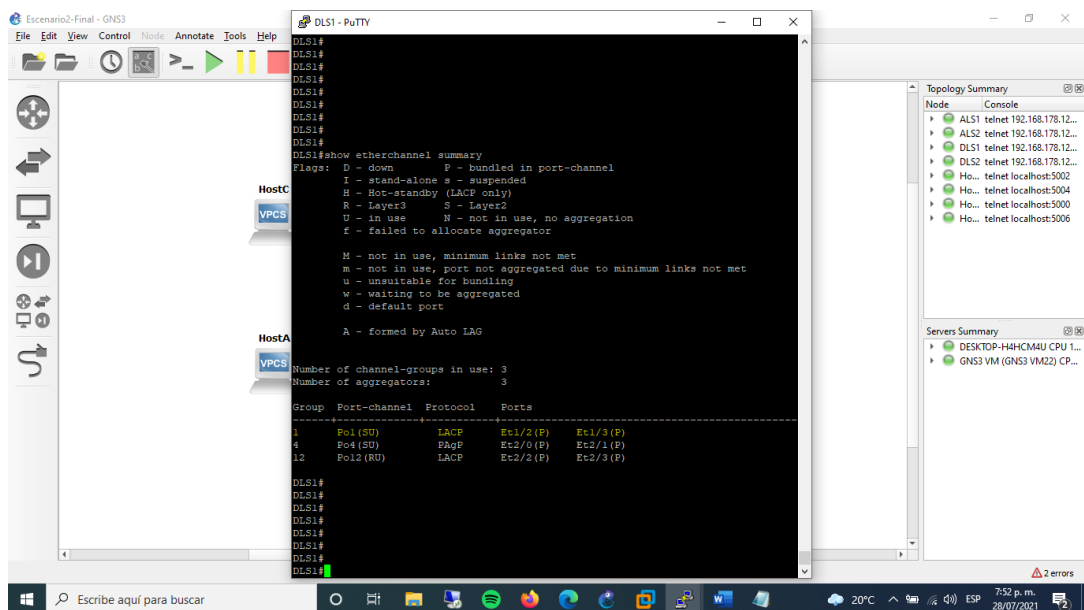 Escenario2-Final - GNS3
File Edit View Control Node Annotate Tools Help
HostC
VPCS
HostA
VPCS
DLS1 - PuTTY
DLS1#
DLS1#
DLS1#
DLS1#
DLS1#
DLS1#
DLS1#
DLS1#
DLS1#
DLS1#show etherchannel summary
Flags:  D - down        P - bundled in port-channel
        I - stand-alone s - suspended
        H - Hot-standby (LACP only)
        R - Layer3      S - Layer2
        U - in use      N - not in use, no aggregation
        f - failed to allocate aggregator
        M - not in use, minimum links not met
        m - not in use, port not aggregated due to minimum links not met
        u - unsuitable for bundling
        w - waiting to be aggregated
        d - default port
        A - formed by Auto LAG
Number of channel-groups in use: 3
Number of aggregators:           3
Group  Port-channel  Protocol    Ports
------+-------------+-----------+-----------------------------------------------
1      Po1(SU)         LACP      Et1/2(P)    Et1/3(P)
4      Po4(SU)         PAgP      Et2/0(P)    Et2/1(P)
12     Po12(RU)        LACP      Et2/2(P)    Et2/3(P)
DLS1#
DLS1#
DLS1#
DLS1#
DLS1#
DLS1#
DLS1#
DLS1#
Topology Summary
Node Console
ALS1 telnet 192.168.178.12...
ALS2 telnet 192.168.178.12...
DLS1 telnet 192.168.178.12...
DLS2 telnet 192.168.178.12...
Ho... telnet localhost:5002
Ho... telnet localhost:5004
Ho... telnet localhost:5000
Ho... telnet localhost:5006
Servers Summary
DESKTOP-H4HCM4U CPU 1...
GNS3 VM (GNS3 VM22) CP...
2 errors
Escribe aquí para buscar
20°C
ESP
7:52 p. m.
28/07/2021
2